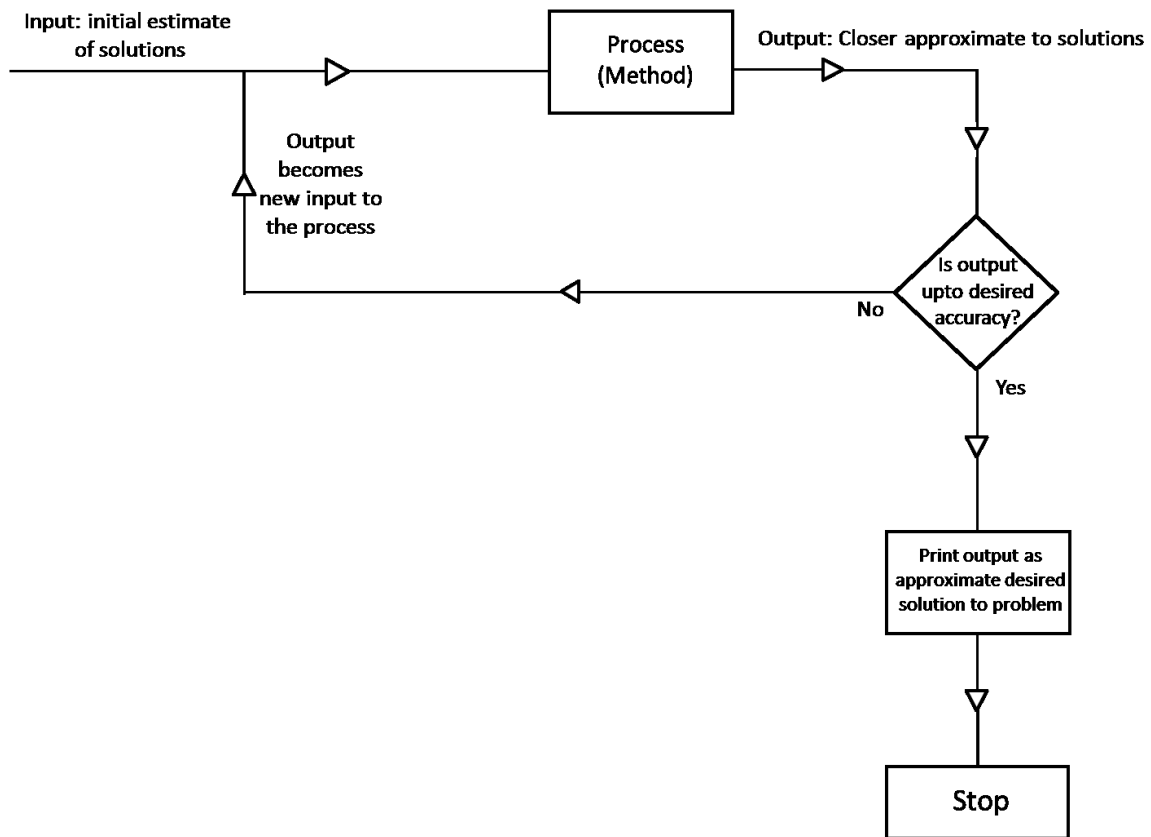 Input: initial estimate
of solutions
Process
(Method)
Output: Closer approximate to solutions
Output
becomes
new input to
the process
Is output
upto desired
accuracy?
No
Yes
Print output as
approximate desired
solution to problem
Stop